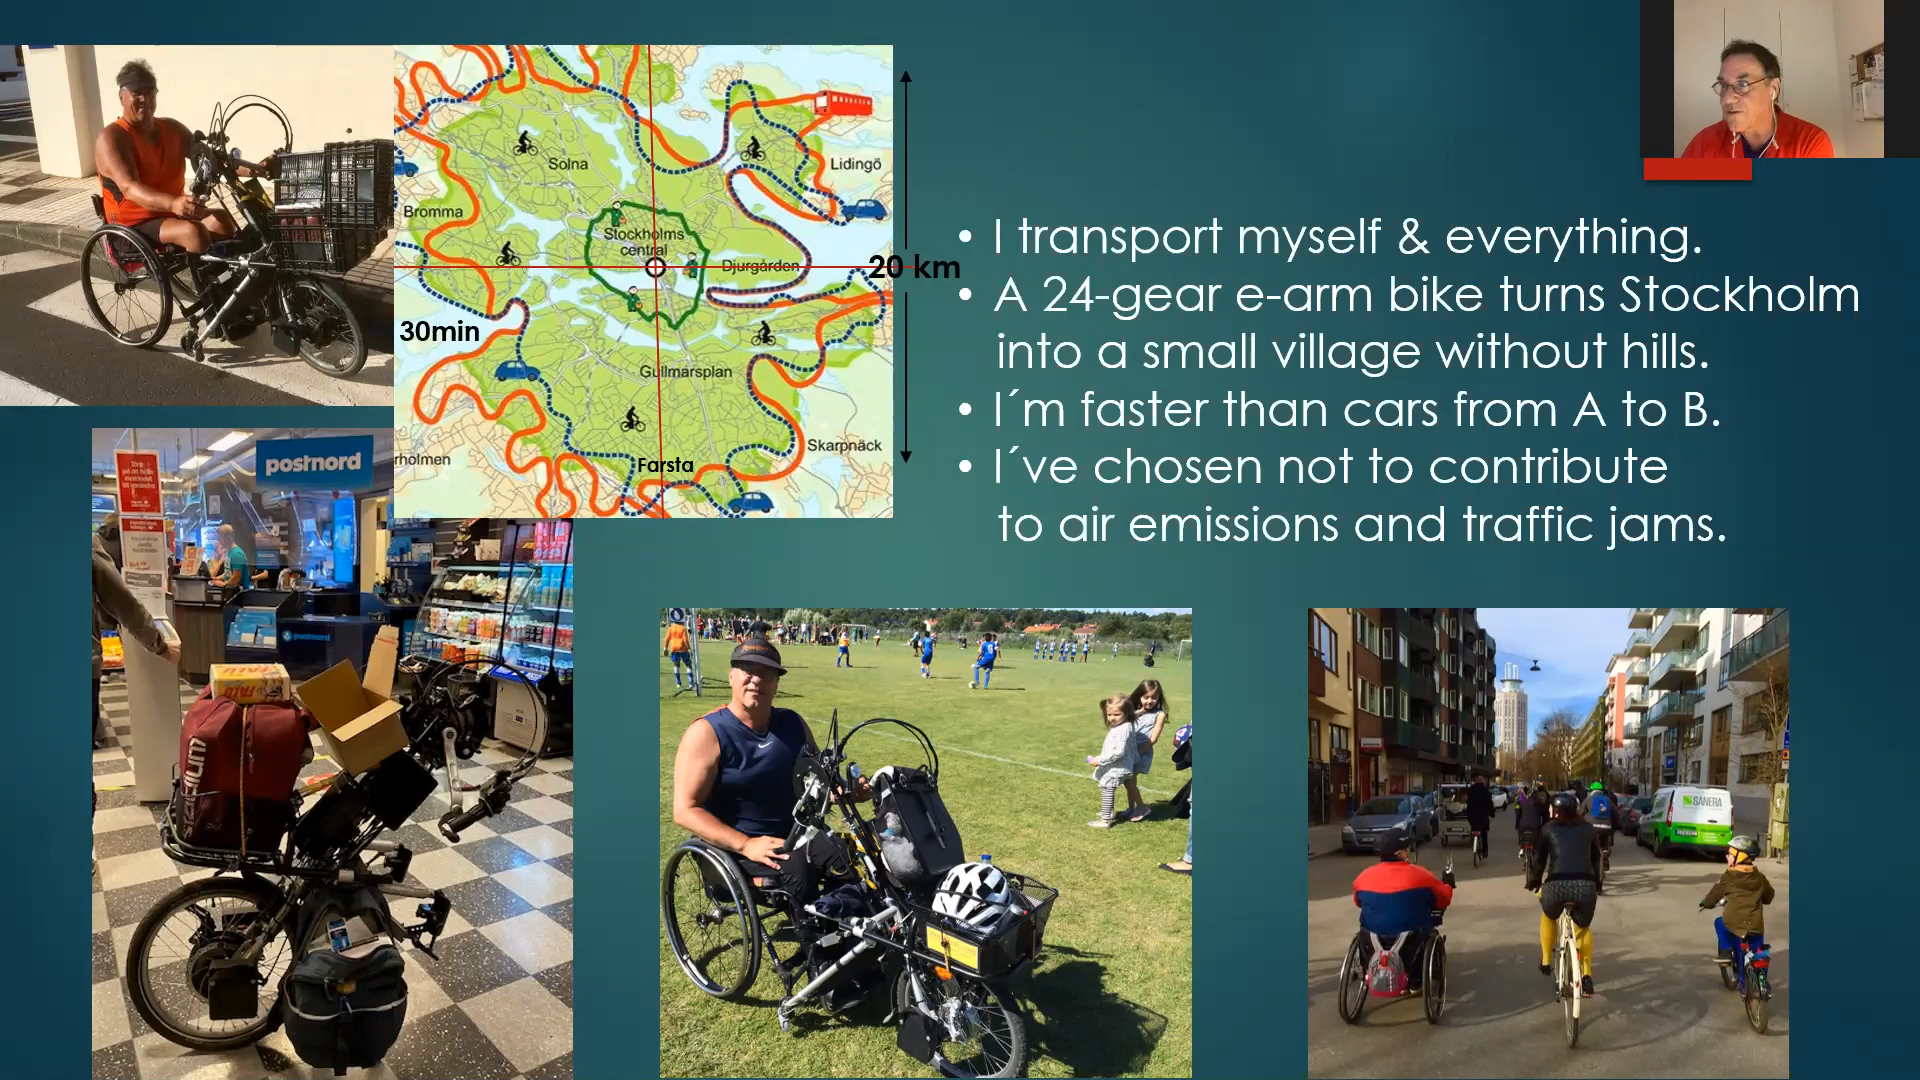 Solna
Lidingö
Bromma
Stockholms
central
Djurgården
20 km
30min
Gullmarsplan
Skarpnäck
rholmen
Farsta
• I transport myself & everything.
• A 24-gear e-arm bike turns Stockholm
into a small village without hills.
• I´m faster than cars from A to B.
• I´ve chosen not to contribute
to air emissions and traffic jams.
postnord
postnord
SANERA